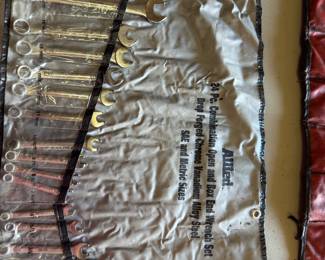 Allied
24 Pc. Combination Open and Box End Wrench Set
Drop Forged Chrome Vanadium Alloy Steel
SAE and Metric Sizes